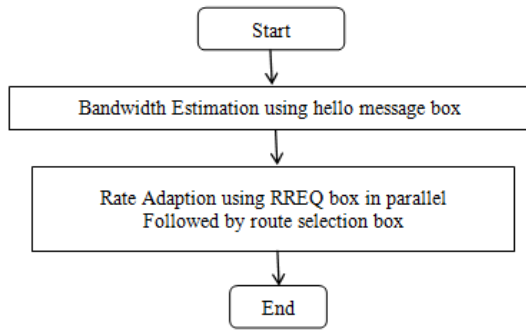 Start
Bandwidth Estimation using hello message box
Rate Adaption using RREQ box in parallel
Followed by route selection box
End